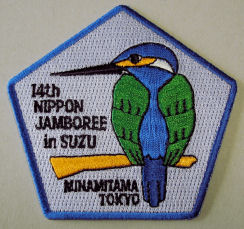 14th
NIPPON
JAMBOREE
in SUZU
MINAMITAMA
TOKYO